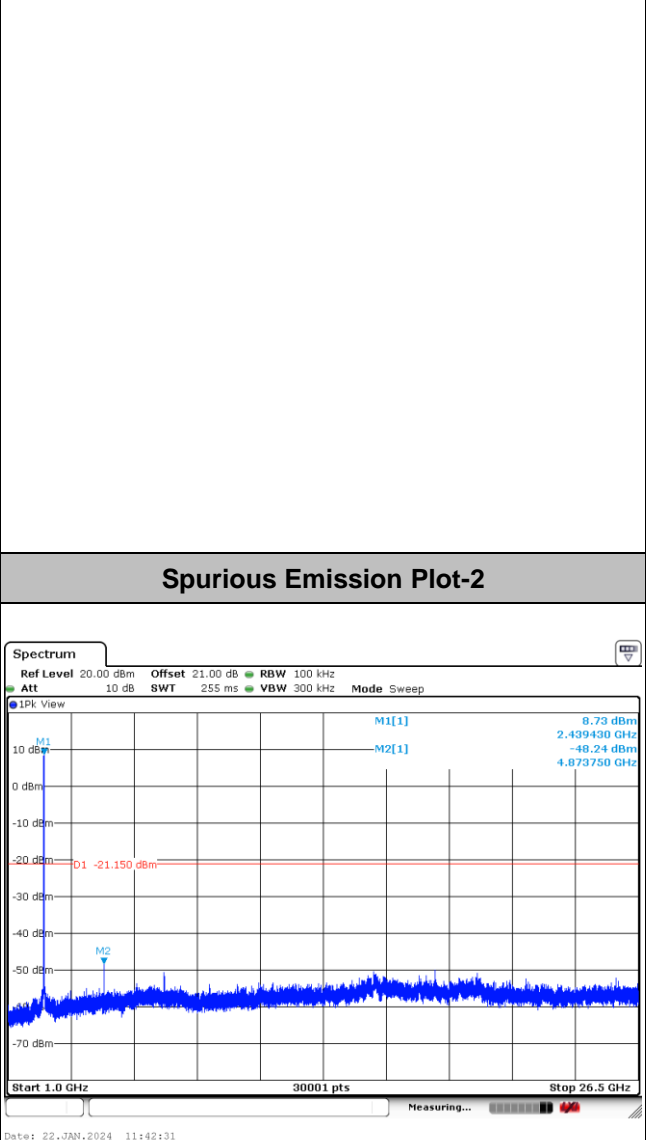 Spurious Emission Plot-2
Spectrum
Ref Level 20.00 dBm Offset 21.00 dB RBW 100 kHz
Att 10 dB SWT 255 ms VBW 300 kHz Mode Sweep
1Pk View
M1[1] 8.73 dBm
2.439430 GHz
M2[1] -48.24 dBm
4.873750 GHz
M1
10 dBm
0 dBm
-10 dBm
-20 dBm
D1 -21.150 dBm
-30 dBm
-40 dBm
M2
-50 dBm
-70 dBm
Start 1.0 GHz 30001 pts Stop 26.5 GHz
Measuring...
Date: 22.JAN.2024 11:42:31